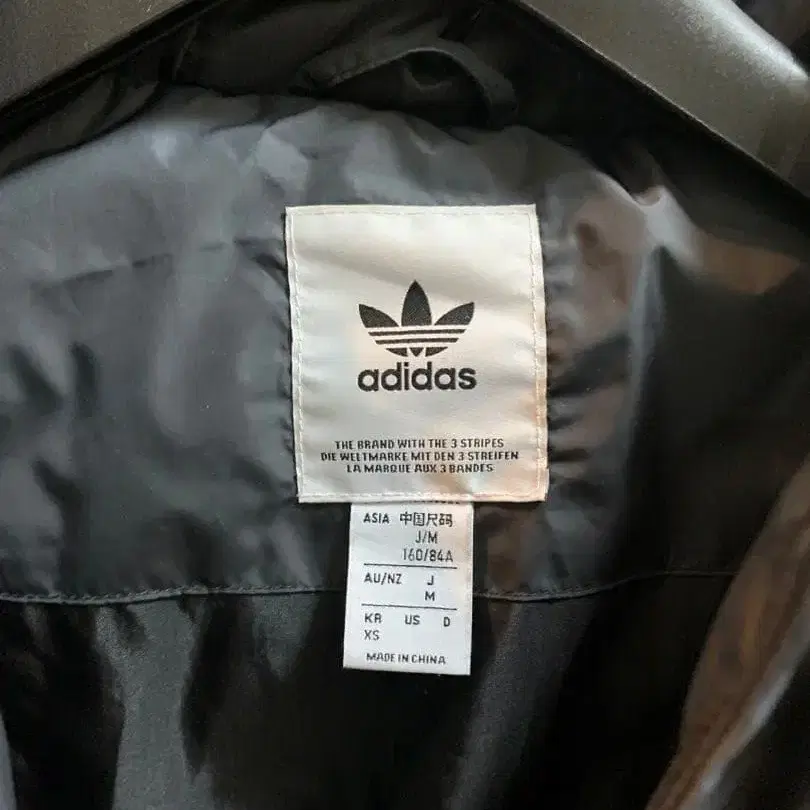 adidas
THE BRAND WITH THE 3 STRIPES
DIE WELTMARKE MIT DEN 3 STREIFEN
LA MARQUE AUX 3 BANDES
ASIA 中国尺码
J/M
160/84A
AU/NZ J
M
KR US D
XS
MADE IN CHINA